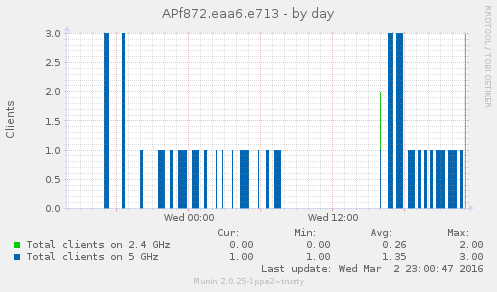 APf872.eaa6.e713 - by day
RRDTOOL / TOBI OETIKER
Clients
3.0
2.5
2.0
1.5
1.0
0.5
0.0
Wed 00:00 Wed 12:00
Cur: Min: Avg: Max:
Total clients on 2.4 GHz 0.00 0.00 0.26 2.00
Total clients on 5 GHz 1.00 1.00 1.35 3.00
Last update: Wed Mar 2 23:00:47 2016
Munin 2.0.25-1ppa2~trusty